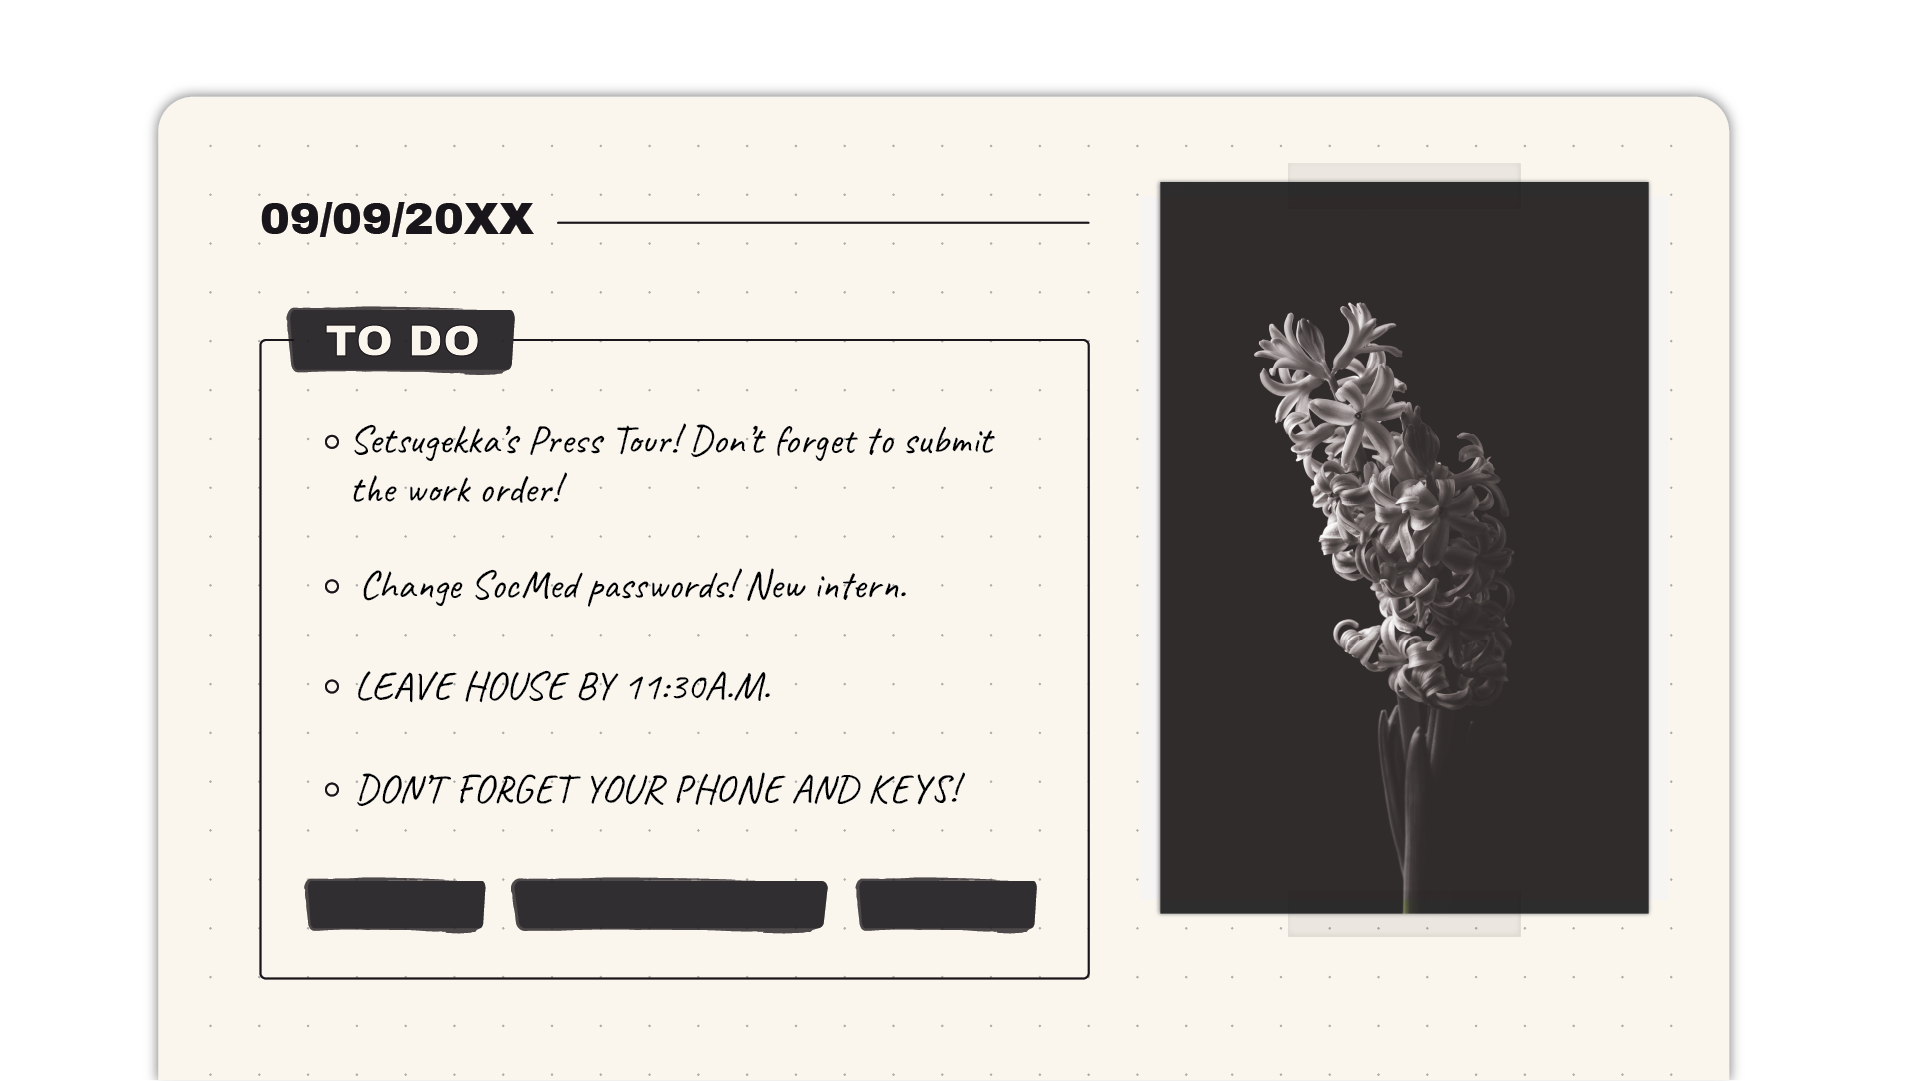 09/09/20XX
TO DO
Setsugekka's Press Tour! Don't forget to submit
the work order!
Change SocMed passwords! New intern.
LEAVE HOUSE BY 11:30A.M.
DON'T FORGET YOUR PHONE AND KEYS!